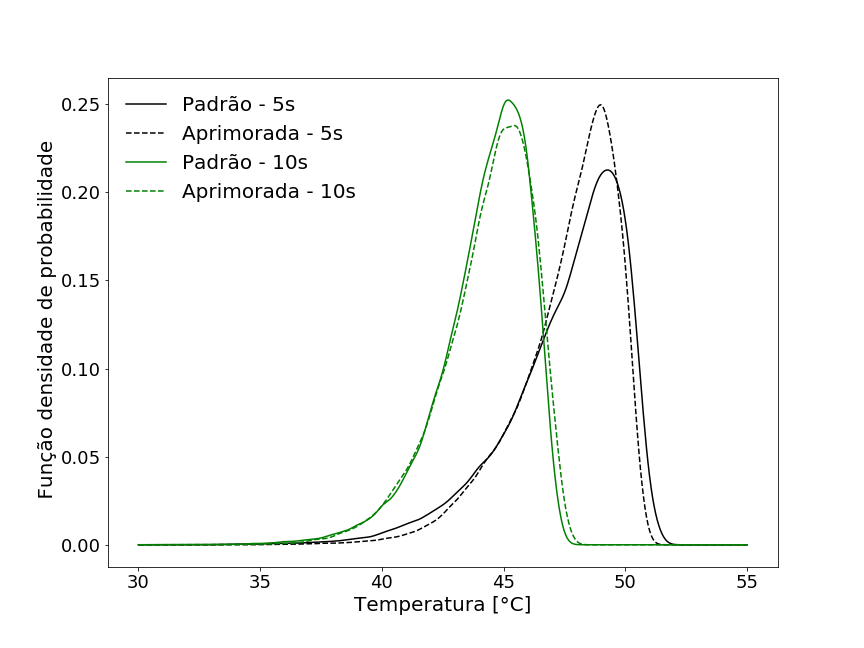 Padrão - 5s
Aprimorada - 5s
Padrão - 10s
Aprimorada - 10s
Função densidade de probabilidade
0.25
0.20
0.15
0.10
0.05
0.00
30 35 40 45 50 55
Temperatura [°C]